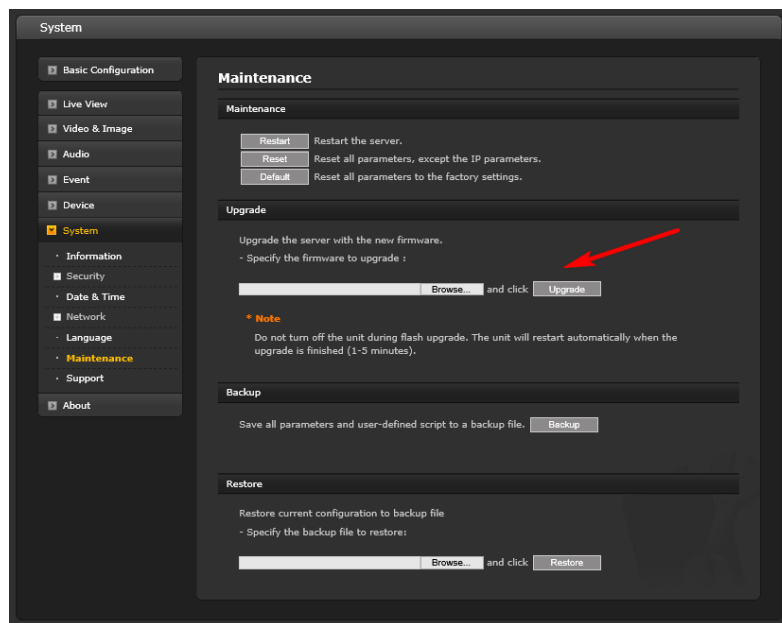 System
Basic Configuration
Live View
Video & Image
Audio
Event
Device
System
Information
Security
Date & Time
Network
Language
Maintenance
Support
About
Maintenance
Maintenance
Restart Restart the server.
Reset Reset all parameters, except the IP parameters.
Default Reset all parameters to the factory settings.
Upgrade
Upgrade the server with the new firmware.
- Specify the firmware to upgrade :
Browse... and click Upgrade
* Note
Do not turn off the unit during flash upgrade. The unit will restart automatically when the
upgrade is finished (1-5 minutes).
Backup
Save all parameters and user-defined script to a backup file. Backup
Restore
Restore current configuration to backup file
- Specify the backup file to restore:
Browse... and click Restore